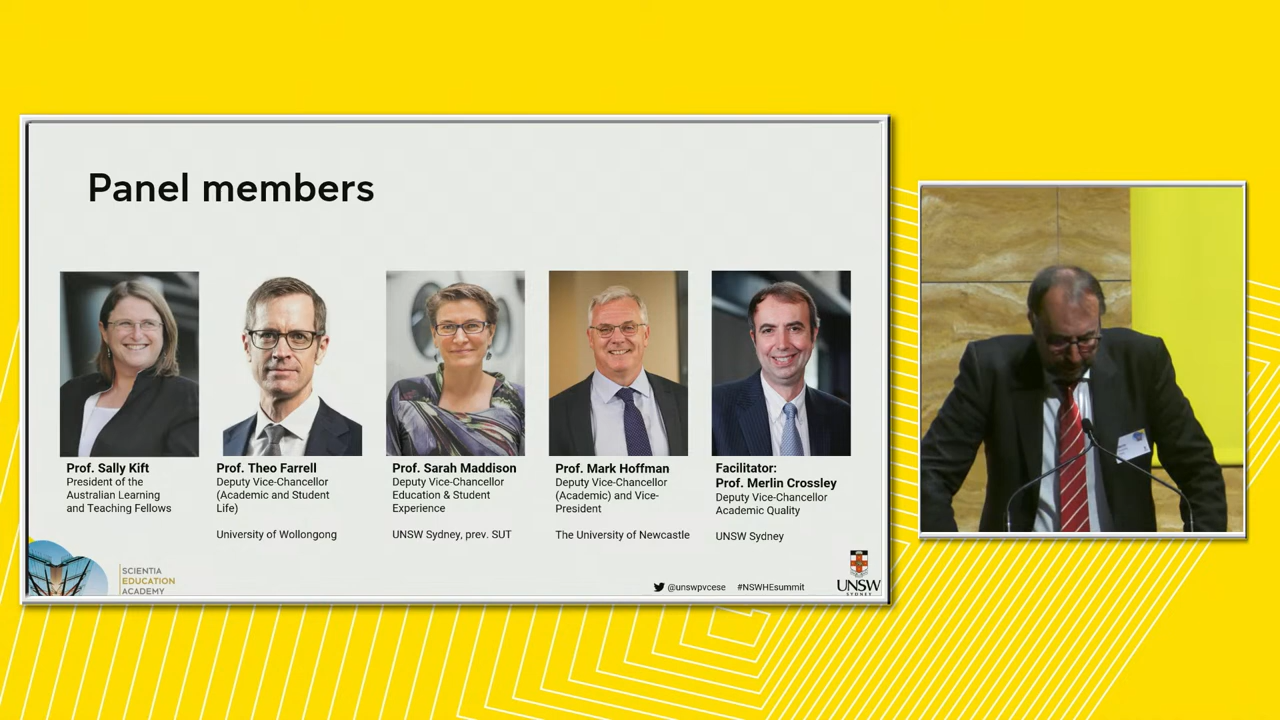 Panel members
Prof. Sally Kift
President of the
Australian Learning
and Teaching Fellows
Prof. Theo Farrell
Deputy Vice-Chancellor
(Academic and Student
Life)
University of Wollongong
Prof. Sarah Maddison
Deputy Vice-Chancellor
Education & Student
Experience
UNSW Sydney, prev. SUT
Prof. Mark Hoffman
Deputy Vice-Chancellor
(Academic) and Vice-
President
The University of Newcastle
Facilitator:
Prof. Merlin Crossley
Deputy Vice-Chancellor
Academic Quality
UNSW Sydney
SCIENTIA
EDUCATION
ACADEMY
@unswpvcese #NSWHEsummit
UNSW
SYDNEY